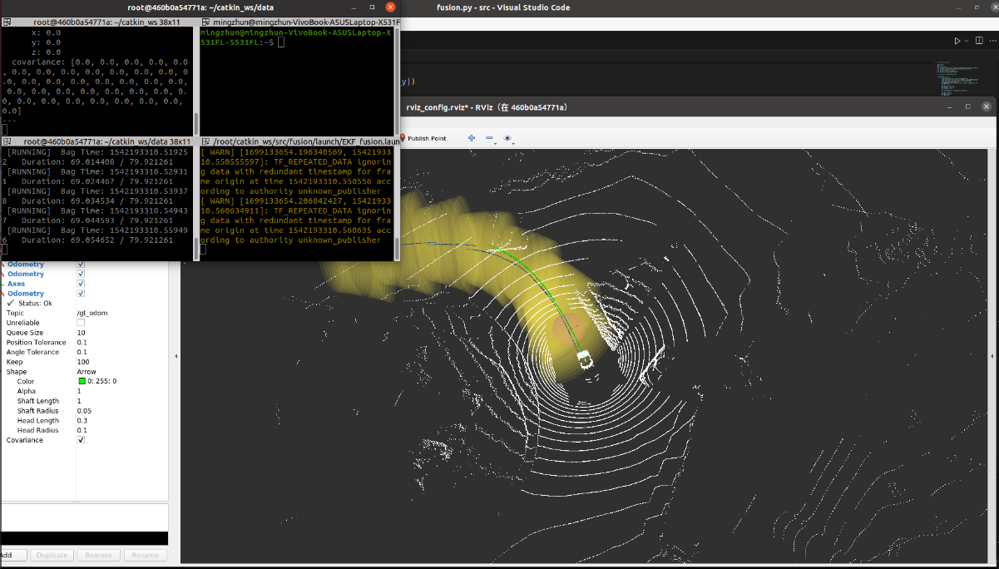 root@460b0a54771a: ~/catkin_ws/data
fusion.py - src - Visual Studio Code
root@460b0a54771a: ~/catkin_ws 38x11
x: 0.0
y: 0.0
z: 0.0
covariance: [0.0, 0.0, 0.0, 0.0, 0.0
, 0.0, 0.0, 0.0, 0.0, 0.0, 0.0, 0.0, 0
.0, 0.0, 0.0, 0.0, 0.0, 0.0, 0.0, 0.0,
0.0, 0.0, 0.0, 0.0, 0.0, 0.0, 0.0, 0.
0, 0.0, 0.0, 0.0, 0.0, 0.0, 0.0, 0.0,
0.0]
---
mingzhun@mingzhun-VivoBook-ASUSLaptop-X531F
mingzhun@mingzhun-VivoBook-ASUSLaptop-X
531FL-S531FL:~$
_y])
root@460b0a54771a: ~/catkin_ws/data 38x11
[RUNNING] Bag Time: 1542193310.51925
2 Duration: 69.014408 / 79.921261
[RUNNING] Bag Time: 1542193310.52931
1 Duration: 69.024467 / 79.921261
[RUNNING] Bag Time: 1542193310.53937
8 Duration: 69.034534 / 79.921261
[RUNNING] Bag Time: 1542193310.54943
7 Duration: 69.044593 / 79.921261
[RUNNING] Bag Time: 1542193310.55949
6 Duration: 69.054652 / 79.921261
/root/catkin_ws/src/fusion/launch/EKF_fusion.laun
[ WARN] [1699133654.196340569, 15421933
10.550555597]: TF_REPEATED_DATA ignorin
g data with redundant timestamp for fra
me origin at time 1542193310.550556 acc
ording to authority unknown_publisher
[ WARN] [1699133654.206042427, 15421933
10.560634911]: TF_REPEATED_DATA ignorin
g data with redundant timestamp for fra
me origin at time 1542193310.560635 acc
ording to authority unknown_publisher
rviz_config.rviz* - RViz（在 460b0a54771a）
Publish Point
Odometry
Odometry
Axes
Odometry
Status: Ok
Topic /gt_odom
Unreliable
Queue Size 10
Position Tolerance 0.1
Angle Tolerance 0.1
Keep 100
Shape Arrow
Color 0; 255; 0
Alpha 1
Shaft Length 1
Shaft Radius 0.05
Head Length 0.3
Head Radius 0.1
Covariance
Add Duplicate Remove Rename